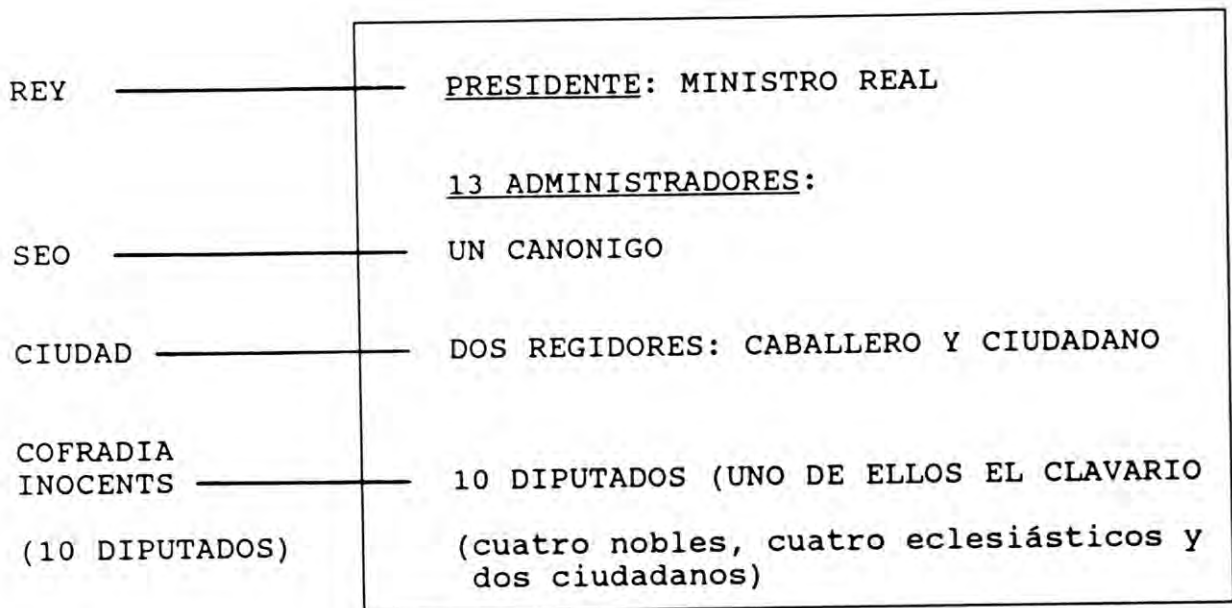 REY PRESIDENTE: MINISTRO REAL
13 ADMINISTRADORES:
SEO UN CANONIGO
CIUDAD DOS REGIDORES: CABALLERO Y CIUDADANO
COFRADIA
INOCENTS 10 DIPUTADOS (UNO DE ELLOS EL CLAVARIO
(10 DIPUTADOS) (cuatro nobles, cuatro eclesiásticos y
dos ciudadanos)